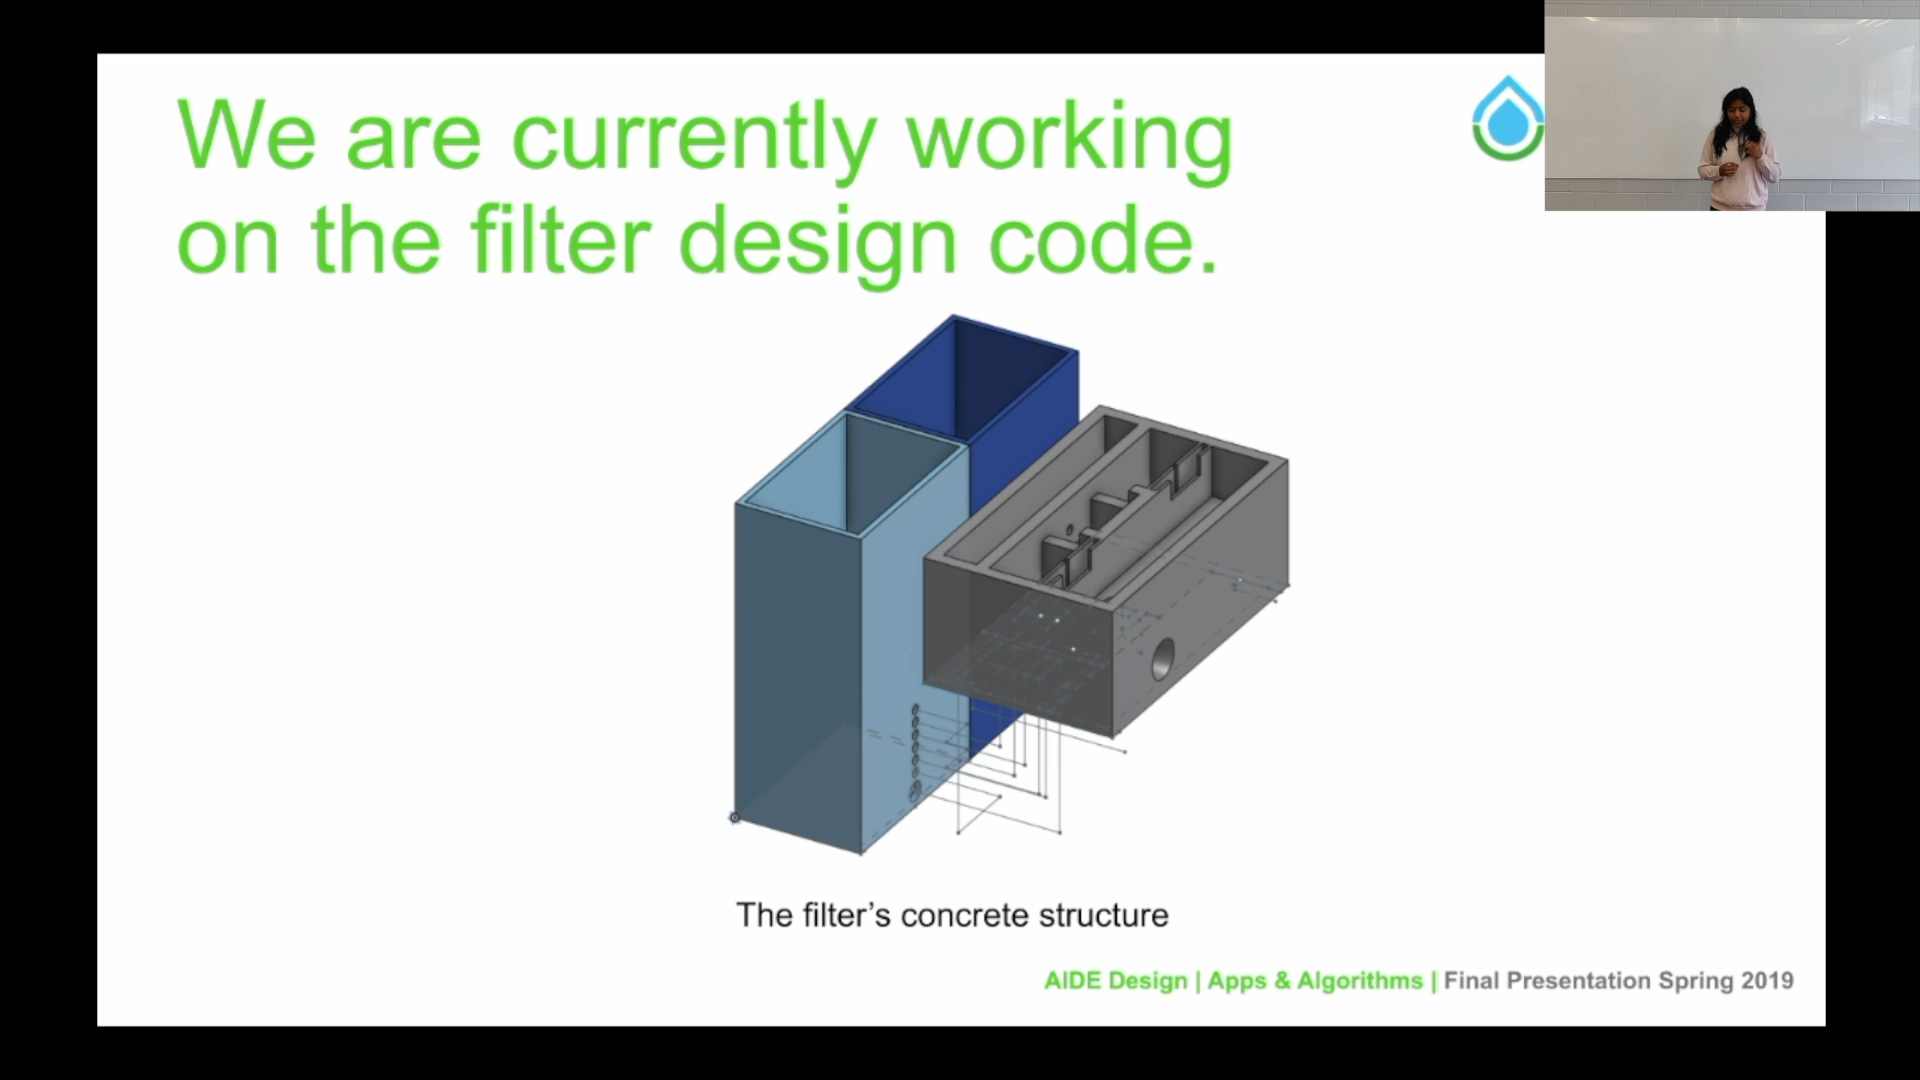 We are currently working
on the filter design code.
The filter’s concrete structure
AIDE Design | Apps & Algorithms | Final Presentation Spring 2019